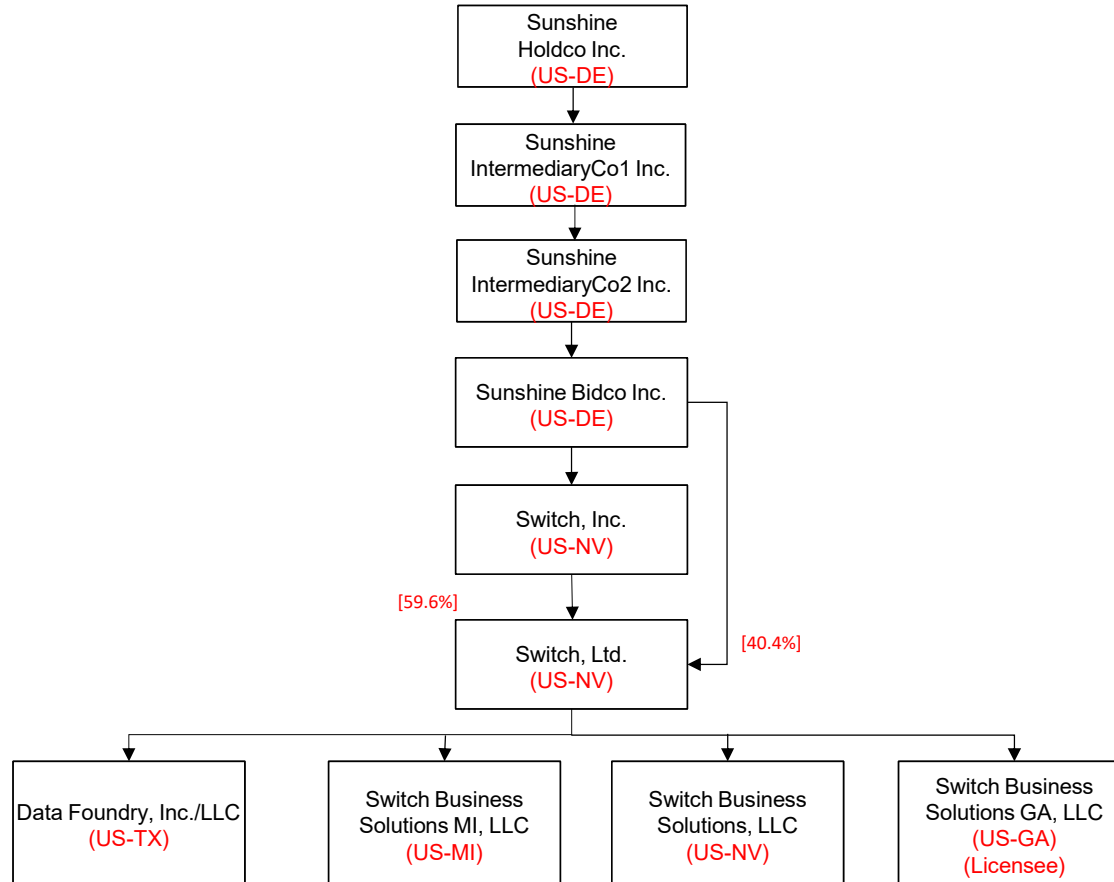 Sunshine
Holdco Inc.
(US-DE)
Sunshine
IntermediaryCo1 Inc.
(US-DE)
Sunshine
IntermediaryCo2 Inc.
(US-DE)
Sunshine Bidco Inc.
(US-DE)
Switch, Inc.
(US-NV)
[59.6%]
[40.4%]
Switch, Ltd.
(US-NV)
Data Foundry, Inc./LLC
(US-TX)
Switch Business
Solutions MI, LLC
(US-MI)
Switch Business
Solutions, LLC
(US-NV)
Switch Business
Solutions GA, LLC
(US-GA)
(Licensee)